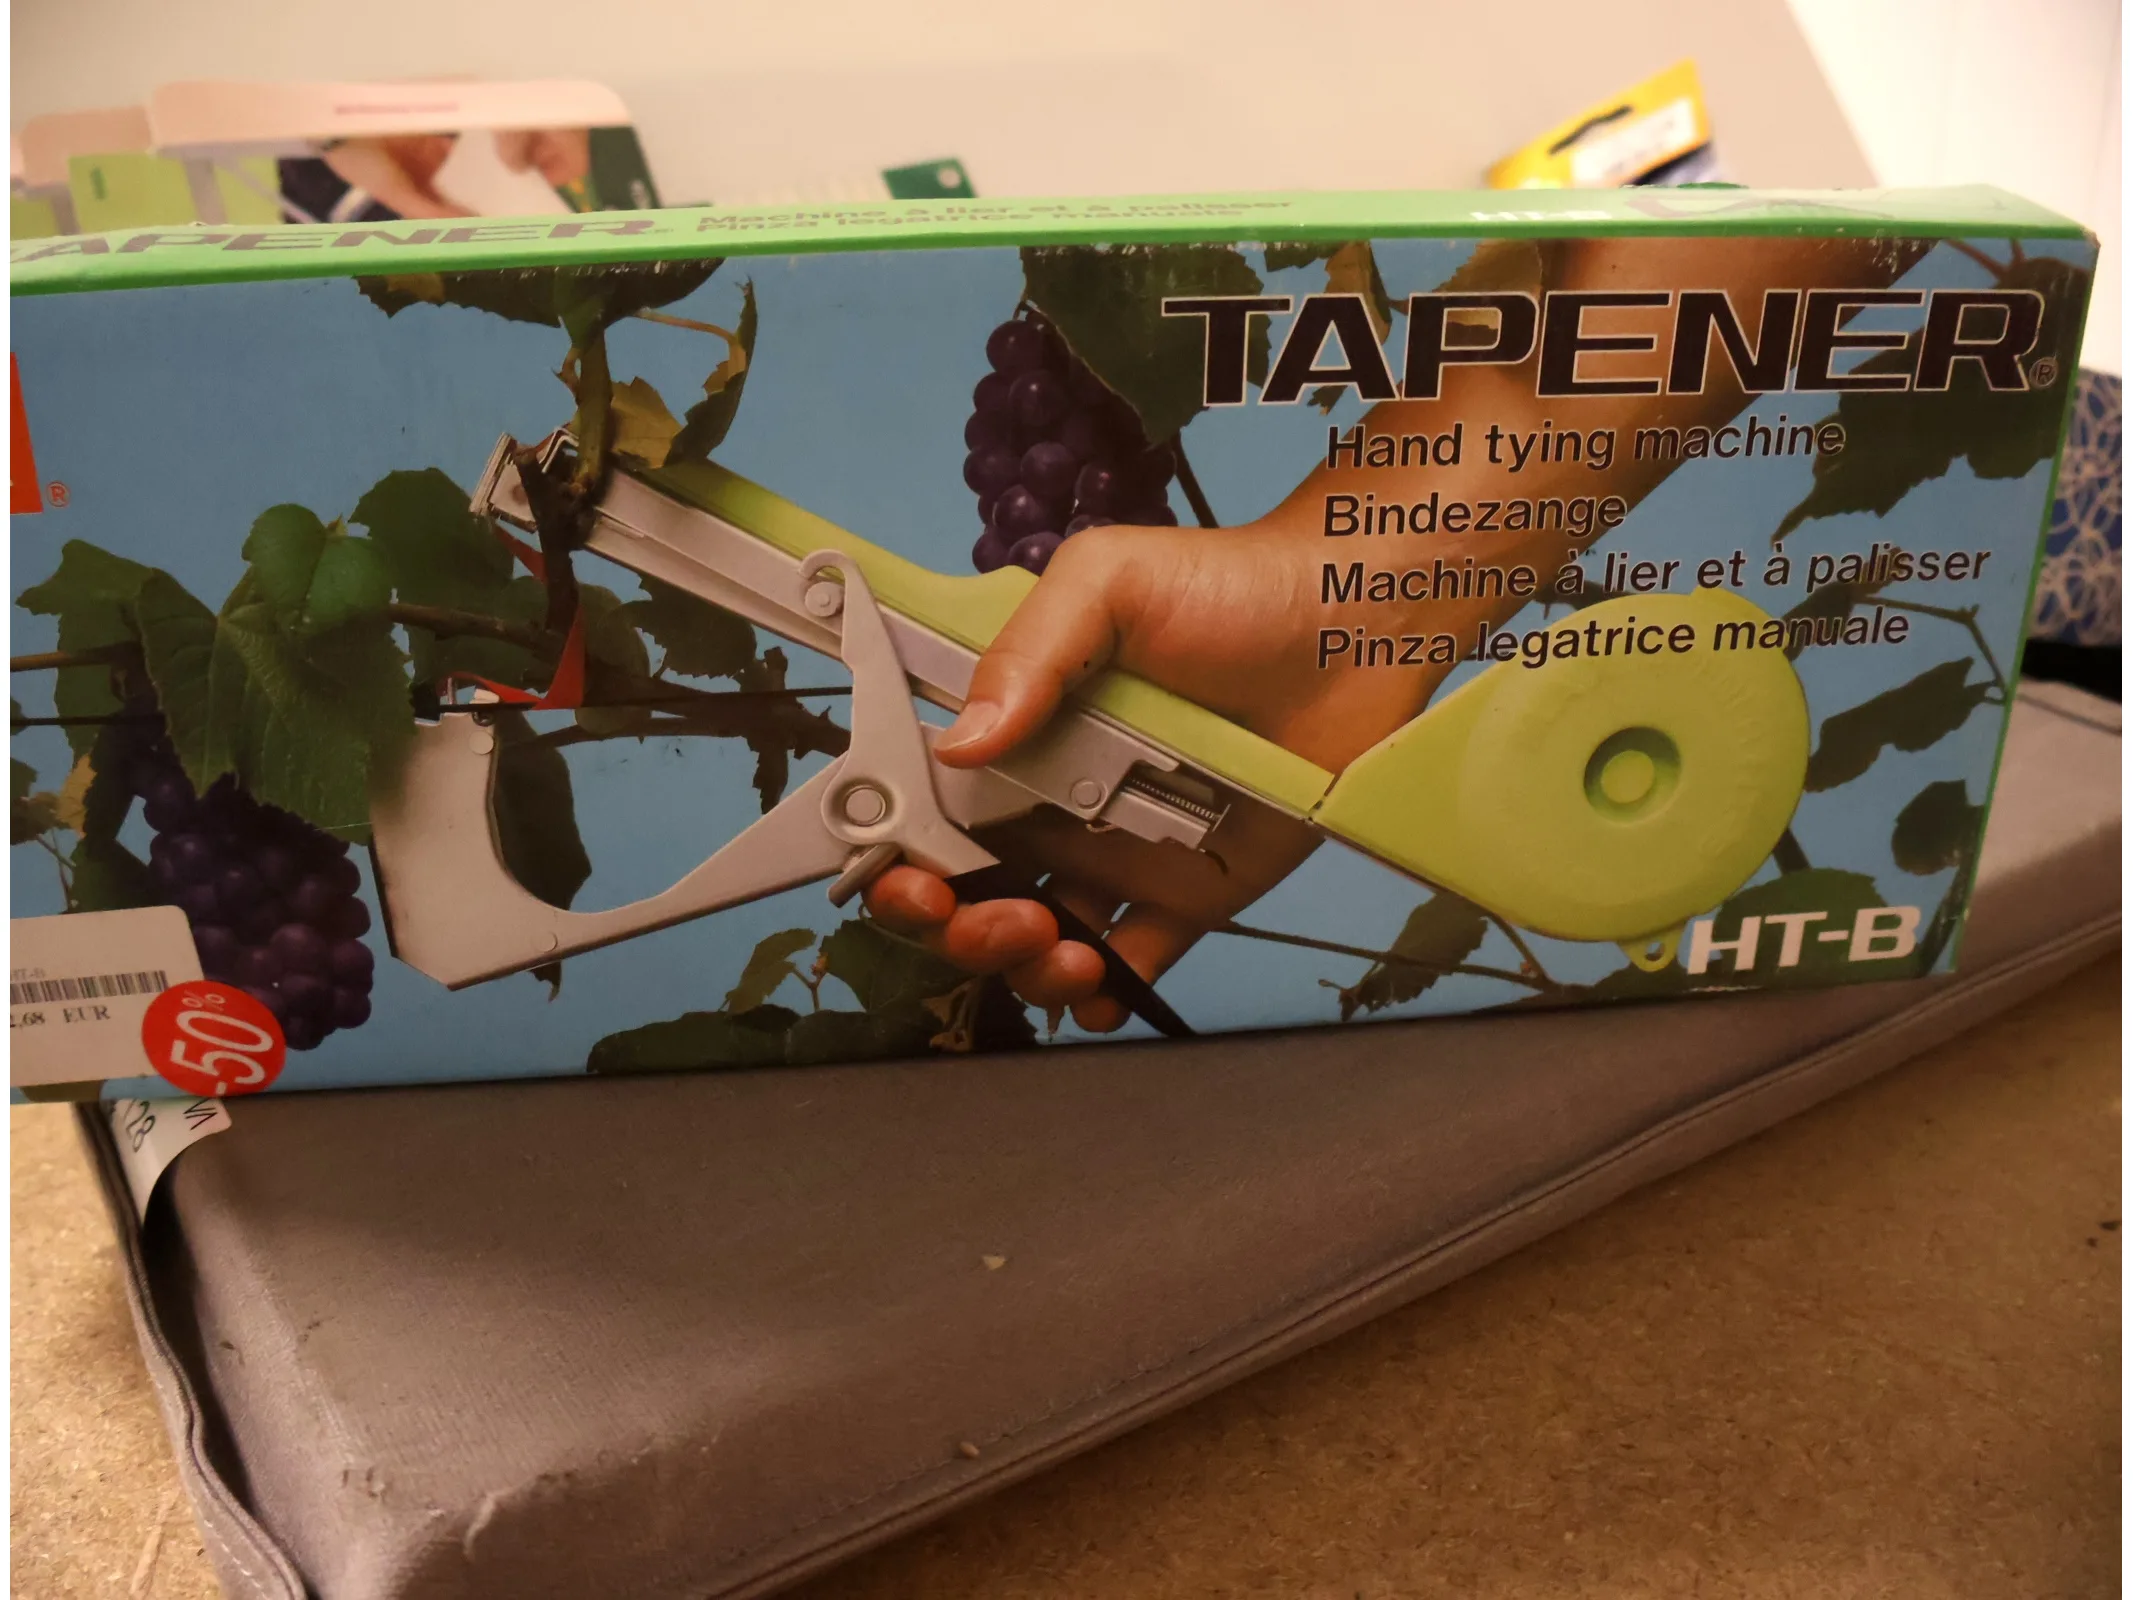 TAPENER
Machine à lier et à palisser
Pinza legatrice manuale
TAPENER®
Hand tying machine
Bindezange
Machine à lier et à palisser
Pinza legatrice manuale
HT-B
®
HT-B
EUR
-50%